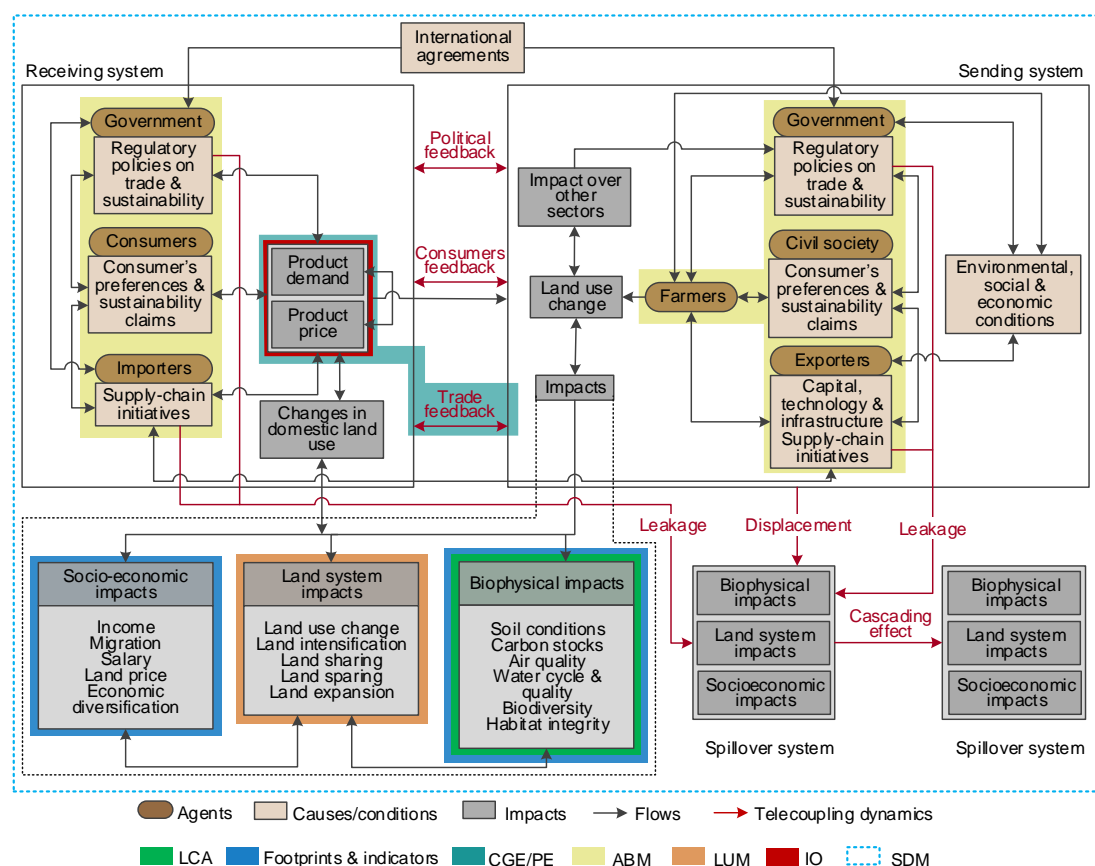 International
agreements
Receiving system
Sending system
Government
Regulatory
policies on
trade &
sustainability
Consumers
Consumer's
preferences &
sustainability
claims
Importers
Supply-chain
initiatives
Product
demand
Product
price
Changes in
domestic land
use
Political
feedback
Consumers
feedback
Trade
feedback
Impact over
other
sectors
Land use
change
Impacts
Farmers
Government
Regulatory
policies on
trade &
sustainability
Civil society
Consumer's
preferences &
sustainability
claims
Exporters
Capital,
technology &
infrastructure
Supply-chain
initiatives
Environmental,
social &
economic
conditions
Leakage
Displacement
Leakage
Socio-economic
impacts
Income
Migration
Salary
Land price
Economic
diversification
Land system
impacts
Land use change
Land intensification
Land sharing
Land sparing
Land expansion
Biophysical impacts
Soil conditions
Carbon stocks
Air quality
Water cycle &
quality
Biodiversity
Habitat integrity
Biophysical
impacts
Land system
impacts
Socioeconomic
impacts
Spillover system
Cascading
effect
Biophysical
impacts
Land system
impacts
Socioeconomic
impacts
Spillover system
Agents
Causes/conditions
Impacts
Flows
Telecoupling dynamics
LCA
Footprints & indicators
CGE/PE
ABM
LUM
IO
SDM